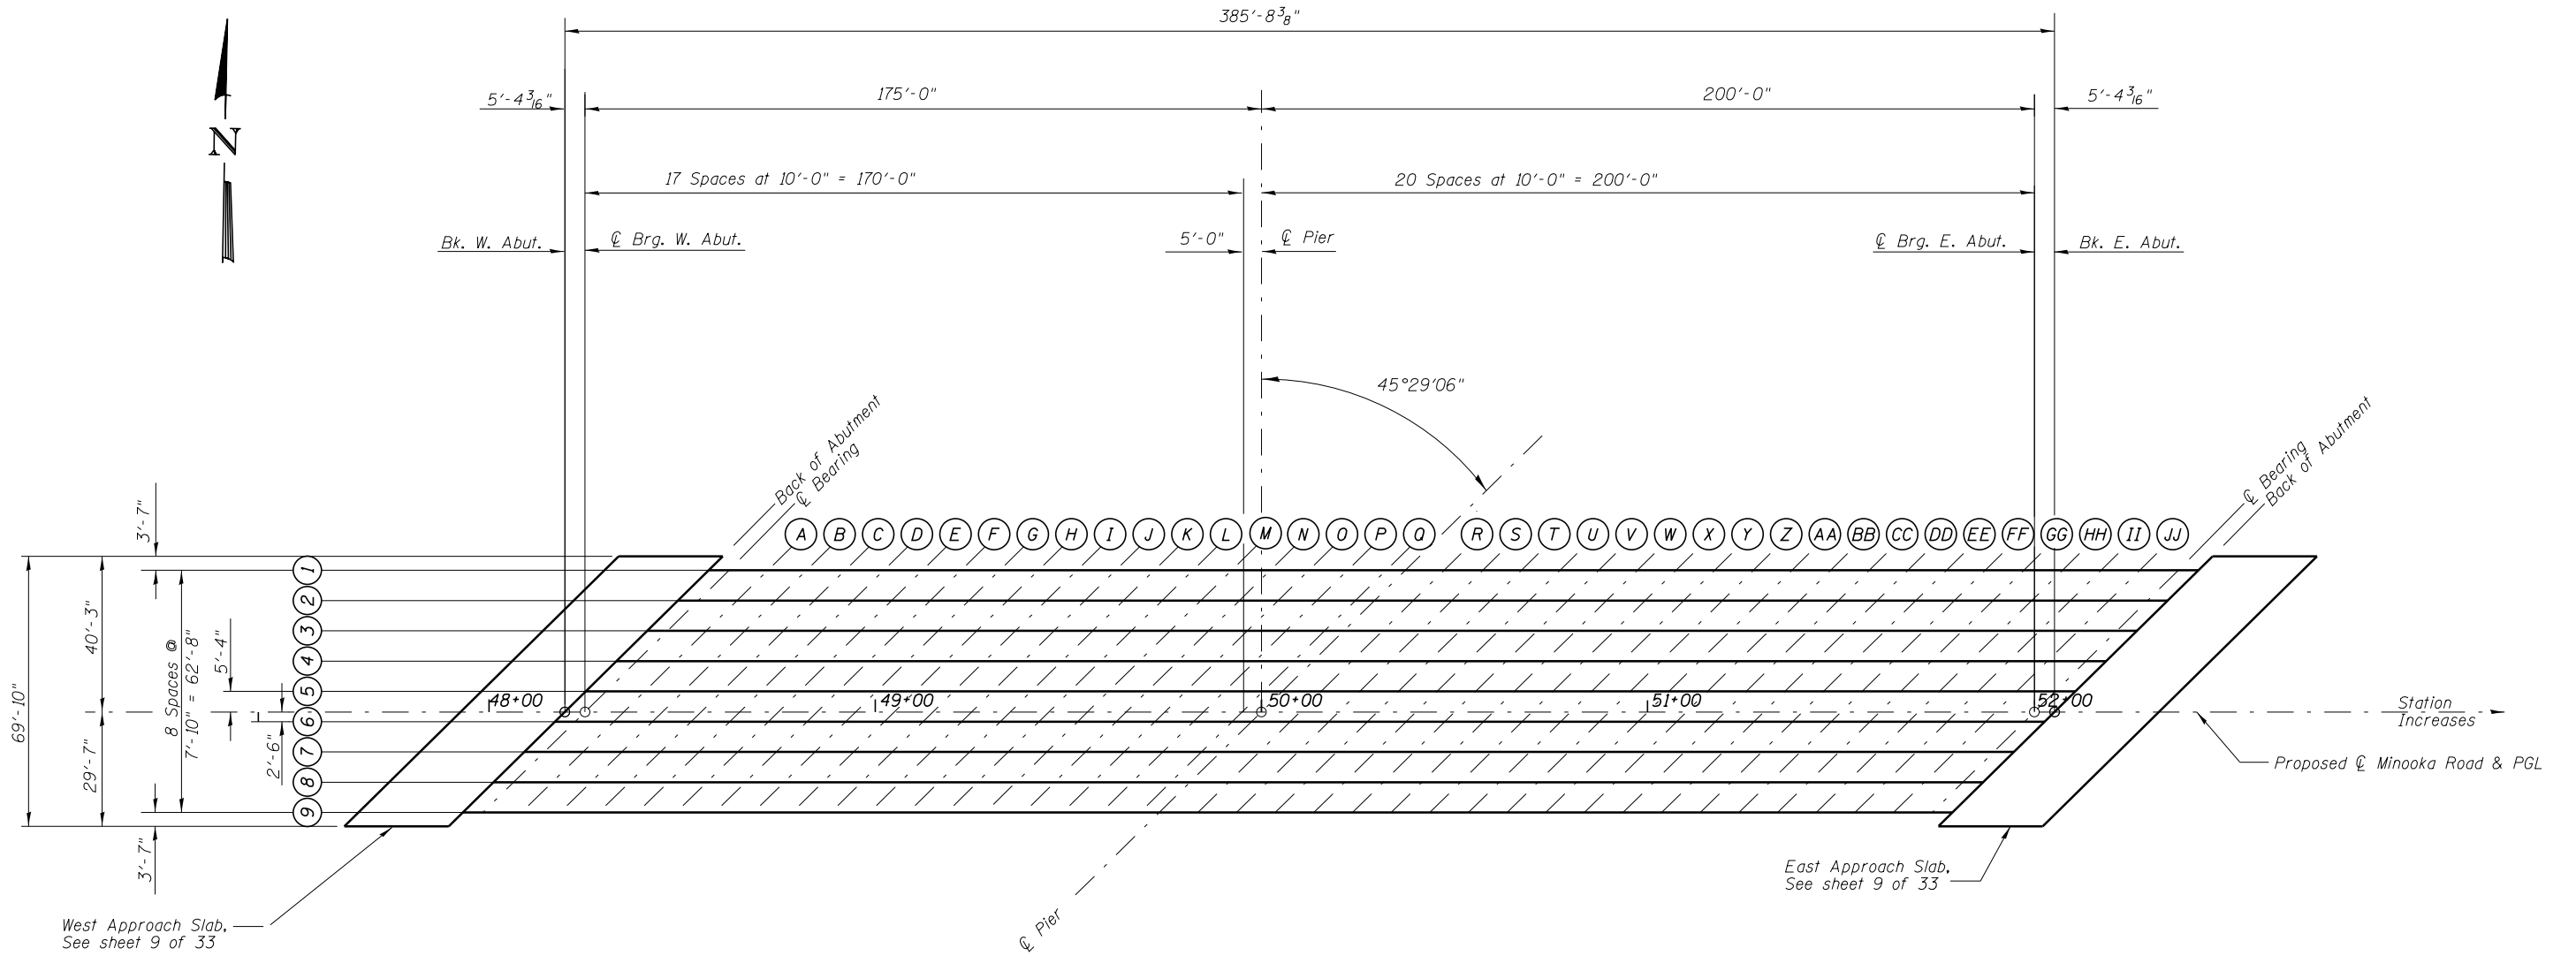 385'-8 3/8"
N
5'-4 3/16"
175'-0"
200'-0"
5'-4 3/16"
17 Spaces at 10'-0" = 170'-0"
20 Spaces at 10'-0" = 200'-0"
Bk. W. Abut.
℄ Brg. W. Abut.
5'-0"
℄ Pier
℄ Brg. E. Abut.
Bk. E. Abut.
45°29'06"
Back of Abutment
℄ Bearing
℄ Bearing
Back of Abutment
A B C D E F G H I J K L M N O P Q R S T U V W X Y Z AA BB CC DD EE FF GG HH II JJ
3'-7"
69'-10"
40'-3"
29'-7"
8 Spaces @
7'-10" = 62'-8"
5'-4"
2'-6"
3'-7"
1
2
3
4
5
6
7
8
9
48+00
49+00
50+00
51+00
52+00
Station
Increases
Proposed ℄ Minooka Road & PGL
West Approach Slab,
See sheet 9 of 33
℄ Pier
East Approach Slab,
See sheet 9 of 33